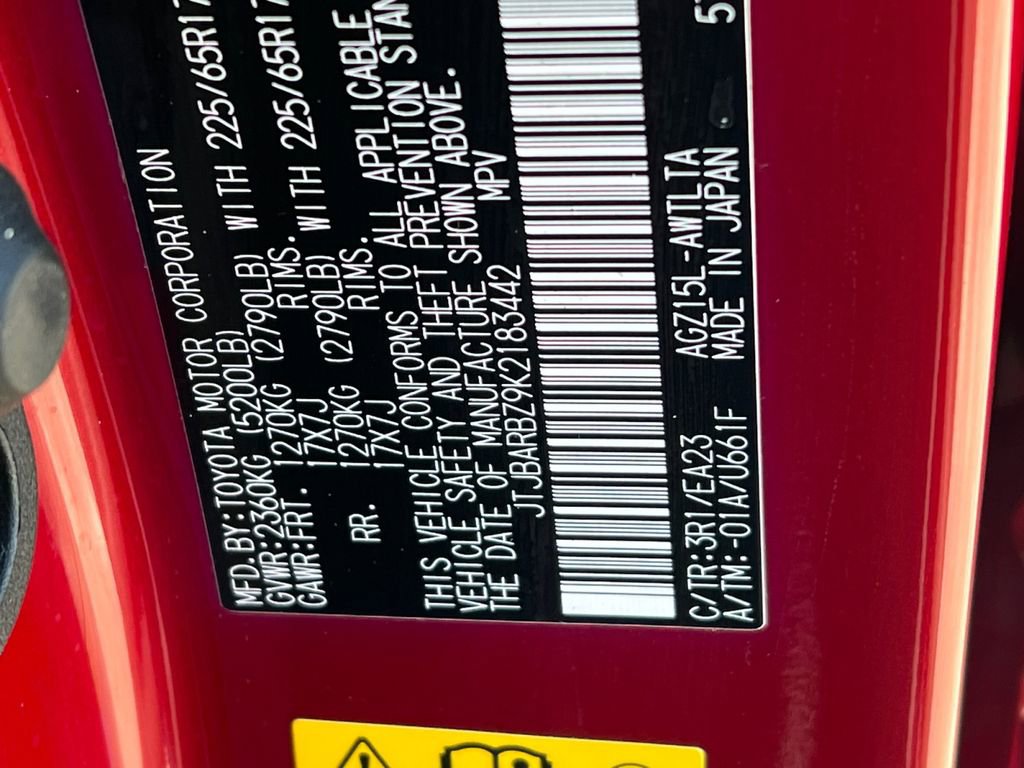 MFD.BY:TOYOTA MOTOR CORPORATION
GVWR:2360KG (5200LB)
GAWR:FRT. 1270KG (2790LB) WITH 225/65R17
17X7J RIMS.
RR. 1270KG (2790LB) WITH 225/65R17
17X7J RIMS.
THIS VEHICLE CONFORMS TO ALL APPLICABLE
VEHICLE SAFETY AND THEFT PREVENTION STAN
THE DATE OF MANUFACTURE SHOWN ABOVE.
JTJBARBZ9K2183442 MPV
C/TR:3R1/EA23 AGZ15L-AWTLTA
A/TM:-01A/U661F MADE IN JAPAN